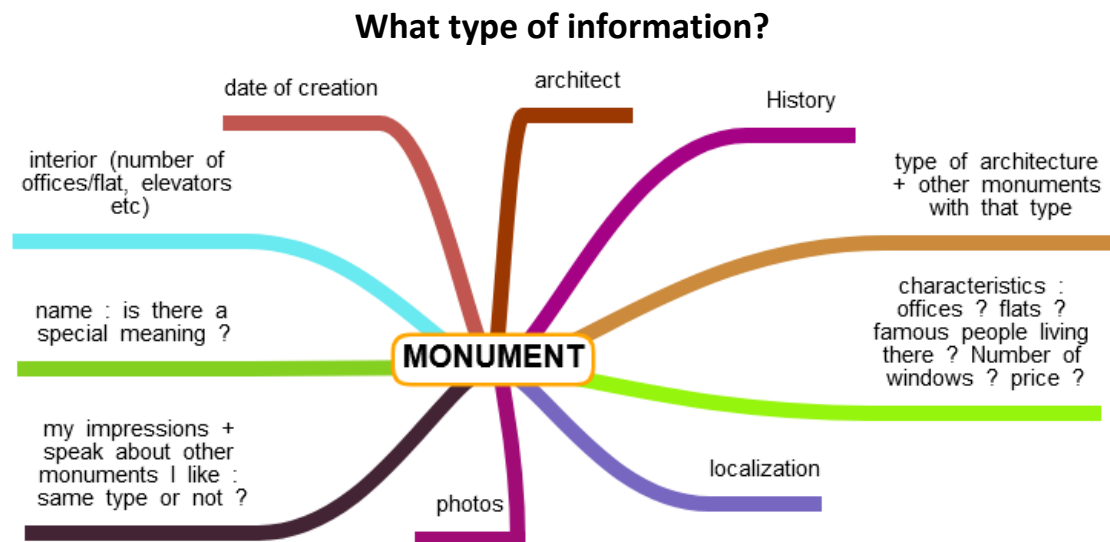 What type of information?
date of creation
architect
History
interior (number of
offices/flat, elevators
etc)
type of architecture
+ other monuments
with that type
name : is there a
special meaning ?
MONUMENT
characteristics :
offices ? flats ?
famous people living
there ? Number of
windows ? price ?
my impressions +
speak about other
monuments I like :
same type or not ?
photos
localization